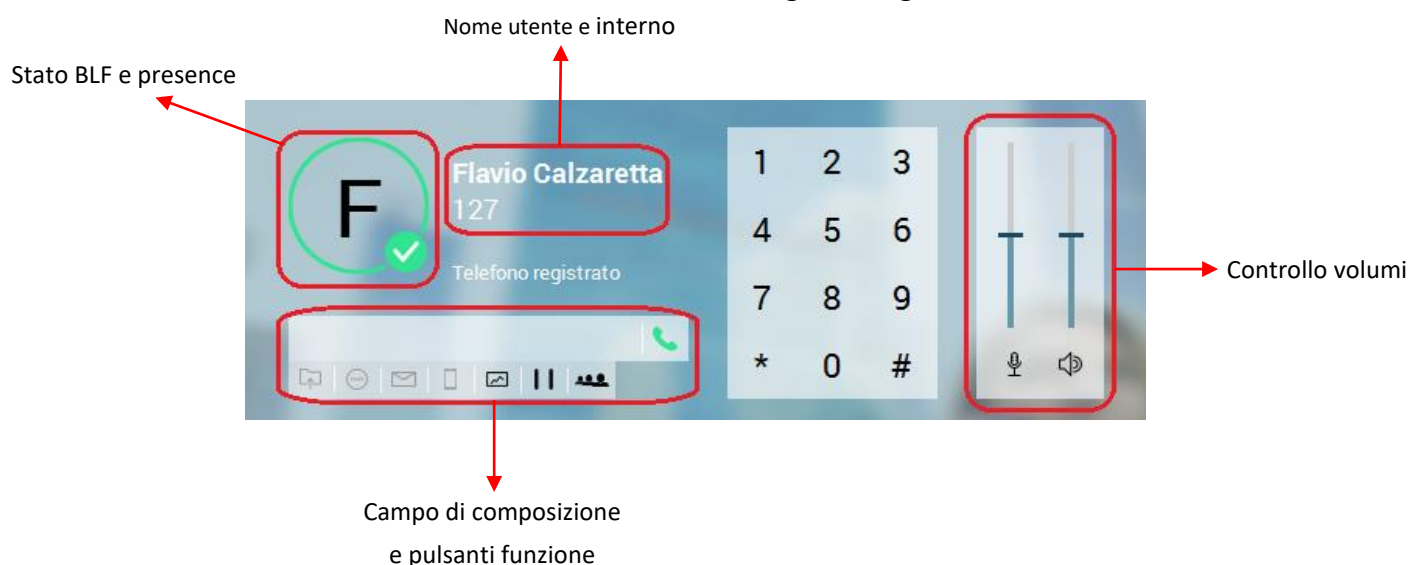 Nome utente e interno
Stato BLF e presence
F
Flavio Calzaretta
127
Telefono registrato
1 2 3
4 5 6
7 8 9
* 0 #
Controllo volumi
Campo di composizione
e pulsanti funzione